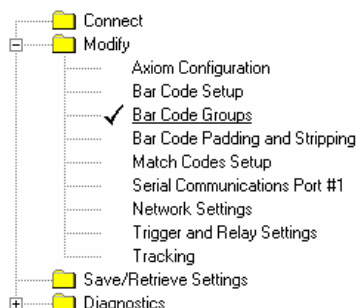 Connect
Modify
Axiom Configuration
Bar Code Setup
Bar Code Groups
Bar Code Padding and Stripping
Match Codes Setup
Serial Communications Port #1
Network Settings
Trigger and Relay Settings
Tracking
Save/Retrieve Settings
Diagnostics